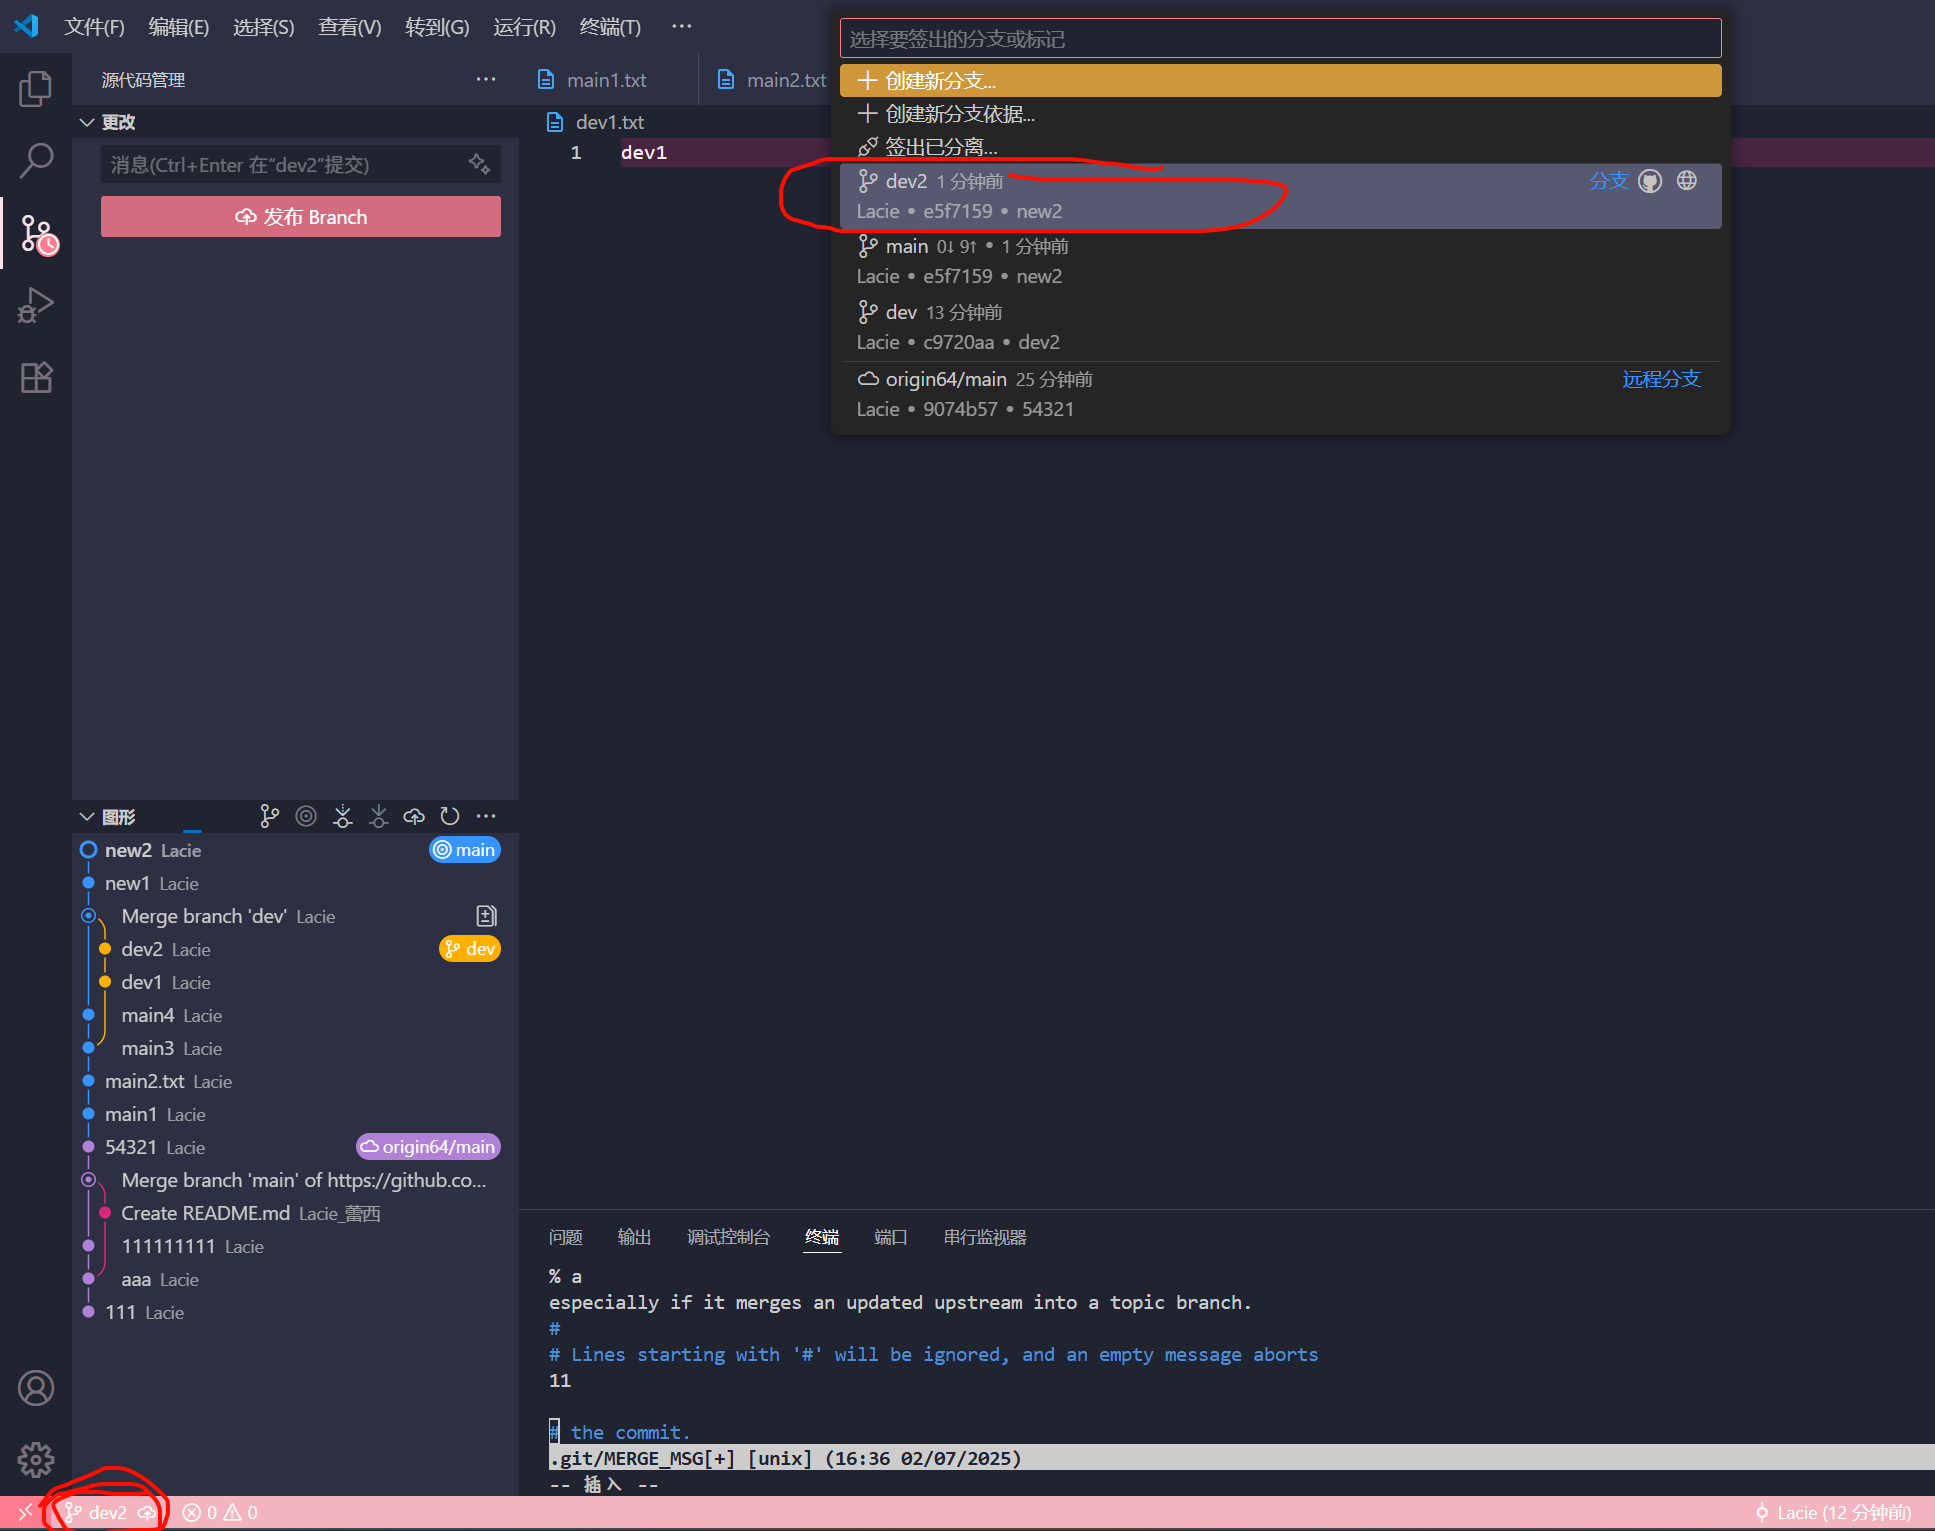 文件(F) 编辑(E) 选择(S) 查看(V) 转到(G) 运行(R) 终端(T) ···
选择要签出的分支或标记
创建新分支...
创建新分支依据...
签出已分离...
dev2 1 分钟前 分支
Lacie • e5f7159 • new2
main 0↓ 9↑ • 1 分钟前
Lacie • e5f7159 • new2
dev 13 分钟前
Lacie • c9720aa • dev2
origin64/main 25 分钟前 远程分支
Lacie • 9074b57 • 54321
源代码管理 ···
main1.txt main2.txt
更改
dev1.txt
消息(Ctrl+Enter 在“dev2”提交)
1 dev1
发布 Branch
图形 ···
new2 Lacie main
new1 Lacie
Merge branch 'dev' Lacie
dev2 Lacie dev
dev1 Lacie
main4 Lacie
main3 Lacie
main2.txt Lacie
main1 Lacie
54321 Lacie origin64/main
Merge branch 'main' of https://github.co...
Create README.md Lacie_蕾西
111111111 Lacie
aaa Lacie
111 Lacie
问题 输出 调试控制台 终端 端口 串行监视器
% a
especially if it merges an updated upstream into a topic branch.
#
# Lines starting with '#' will be ignored, and an empty message aborts
11
# the commit.
.git/MERGE_MSG[+] [unix] (16:36 02/07/2025)
-- 插入 --
dev2 0 0 Lacie (12 分钟前)